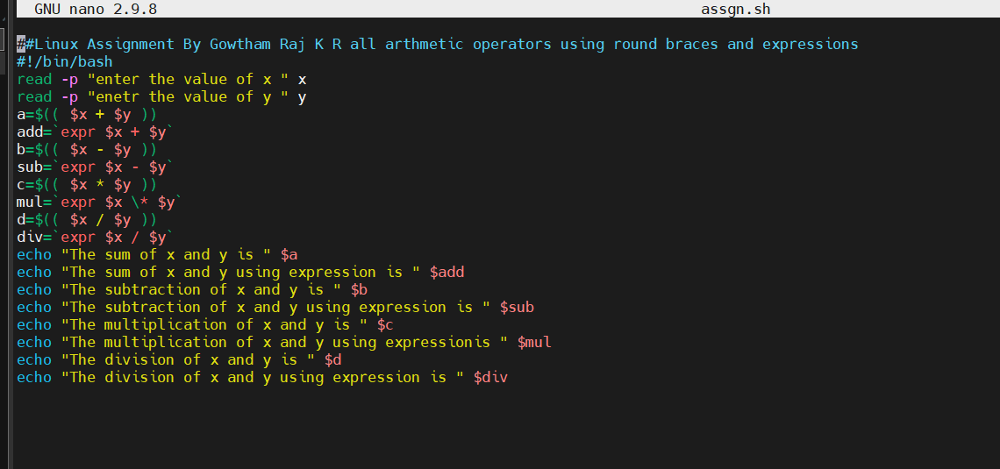 GNU nano 2.9.8 assgn.sh
##Linux Assignment By Gowtham Raj K R all arthmetic operators using round braces and expressions
#!/bin/bash
read -p "enter the value of x " x
read -p "enetr the value of y " y
a=$(( $x + $y ))
add=`expr $x + $y`
b=$(( $x - $y ))
sub=`expr $x - $y`
c=$(( $x * $y ))
mul=`expr $x \* $y`
d=$(( $x / $y ))
div=`expr $x / $y`
echo "The sum of x and y is " $a
echo "The sum of x and y using expression is " $add
echo "The subtraction of x and y is " $b
echo "The subtraction of x and y using expression is " $sub
echo "The multiplication of x and y is " $c
echo "The multiplication of x and y using expressionis " $mul
echo "The division of x and y is " $d
echo "The division of x and y using expression is " $div